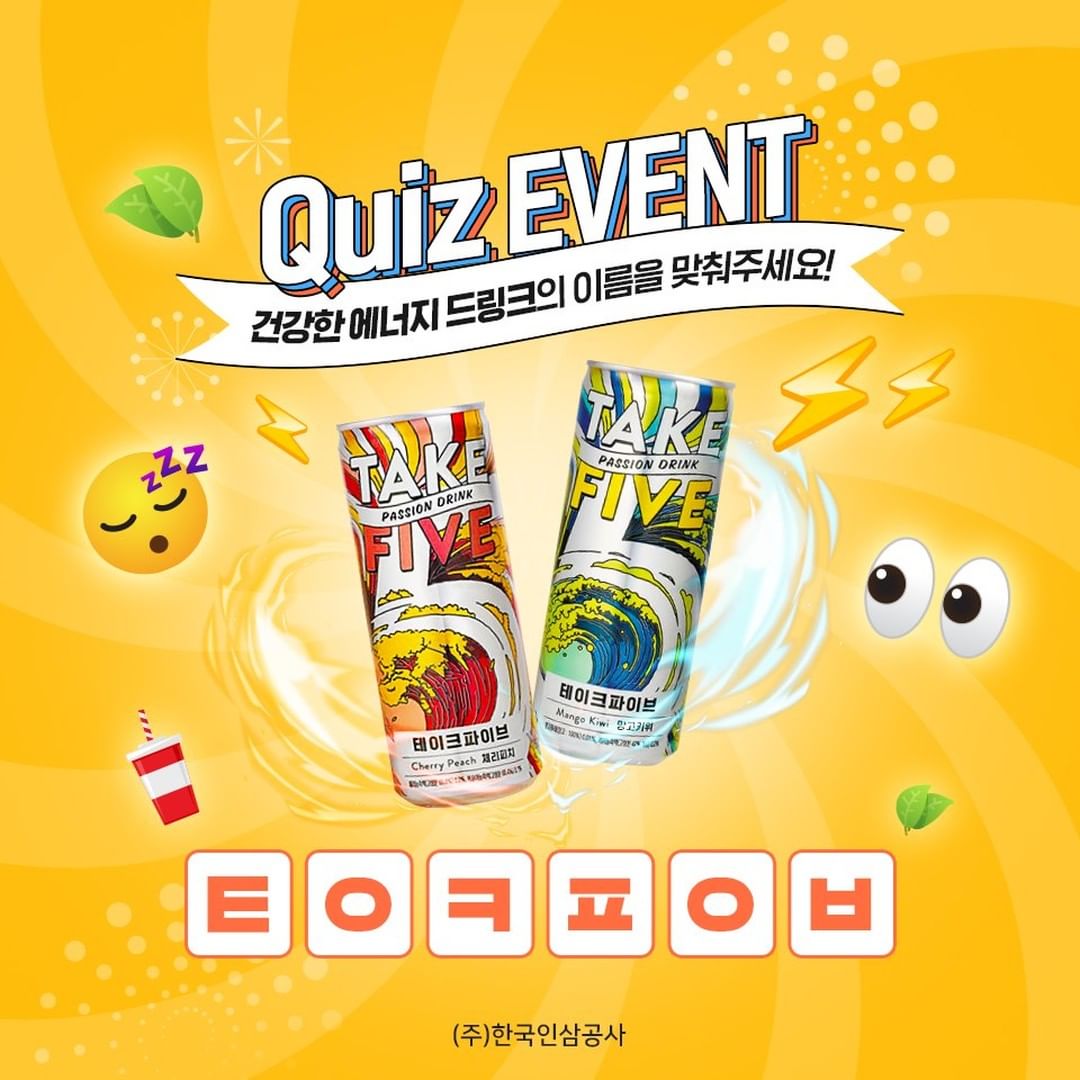 Quiz EVENT
건강한 에너지 드링크의 이름을 맞춰주세요!
zzz
TAKE
PASSION DRINK
FIVE
테이크파이브
Cherry Peach 체리피치
TAKE
PASSION DRINK
FIVE
테이크파이브
Mango Kiwi 망고키위
ㅌㅇㅋㅍㅇㅂ
(주)한국인삼공사